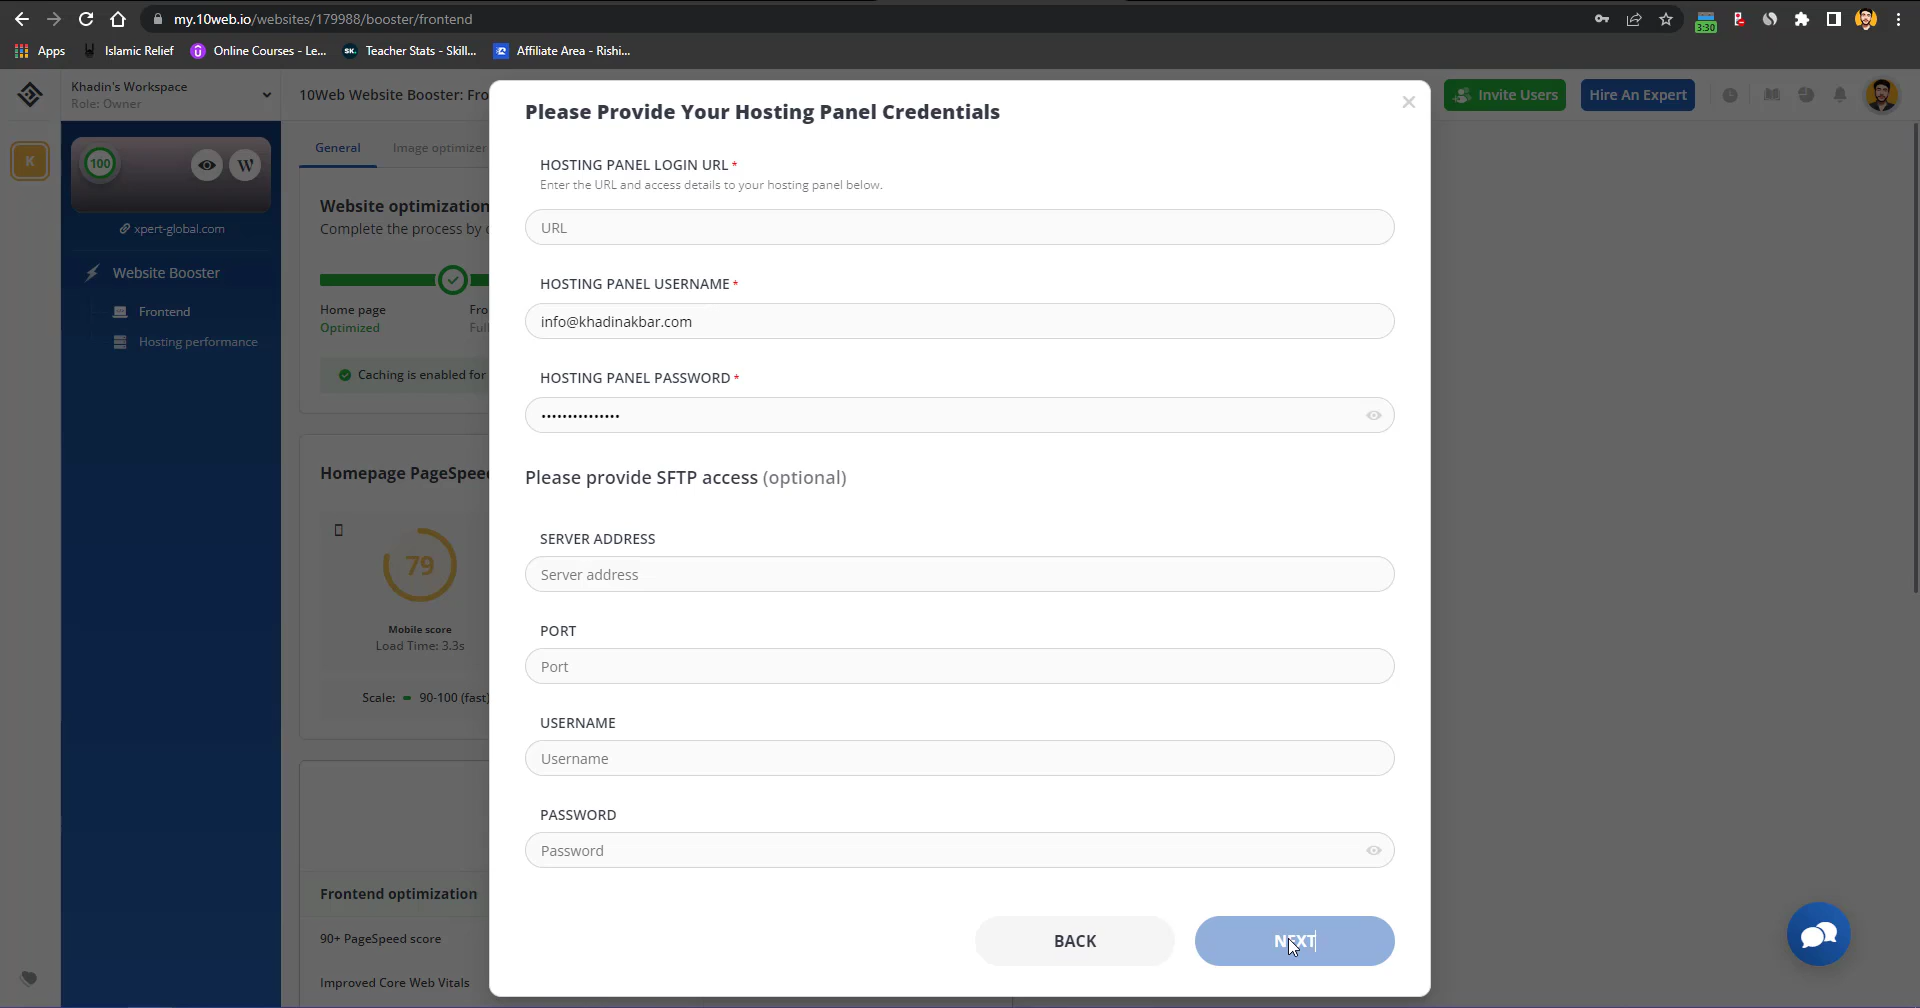 my.10web.io/websites/179988/booster/frontend
3:30
Apps
Islamic Relief
Online Courses - Le...
SK.
Teacher Stats - Skill...
Affiliate Area - Rishi...
Khadin's Workspace
Role: Owner
10Web Website Booster: Fro
Invite Users
Hire An Expert
K
100
W
xpert-global.com
Website Booster
Frontend
Hosting performance
General
Image optimizer
Website optimization
Complete the process by c
Home page
Optimized
Fro
Full
Caching is enabled for
Homepage PageSpee
79
Mobile score
Load Time: 3.3s
Scale:
90-100 (fast)
Frontend optimization
90+ PageSpeed score
Improved Core Web Vitals
Please Provide Your Hosting Panel Credentials
HOSTING PANEL LOGIN URL *
Enter the URL and access details to your hosting panel below.
URL
HOSTING PANEL USERNAME *
info@khadinakbar.com
HOSTING PANEL PASSWORD *
•••••••••••••••
Please provide SFTP access (optional)
SERVER ADDRESS
Server address
PORT
Port
USERNAME
Username
PASSWORD
Password
BACK
NEXT